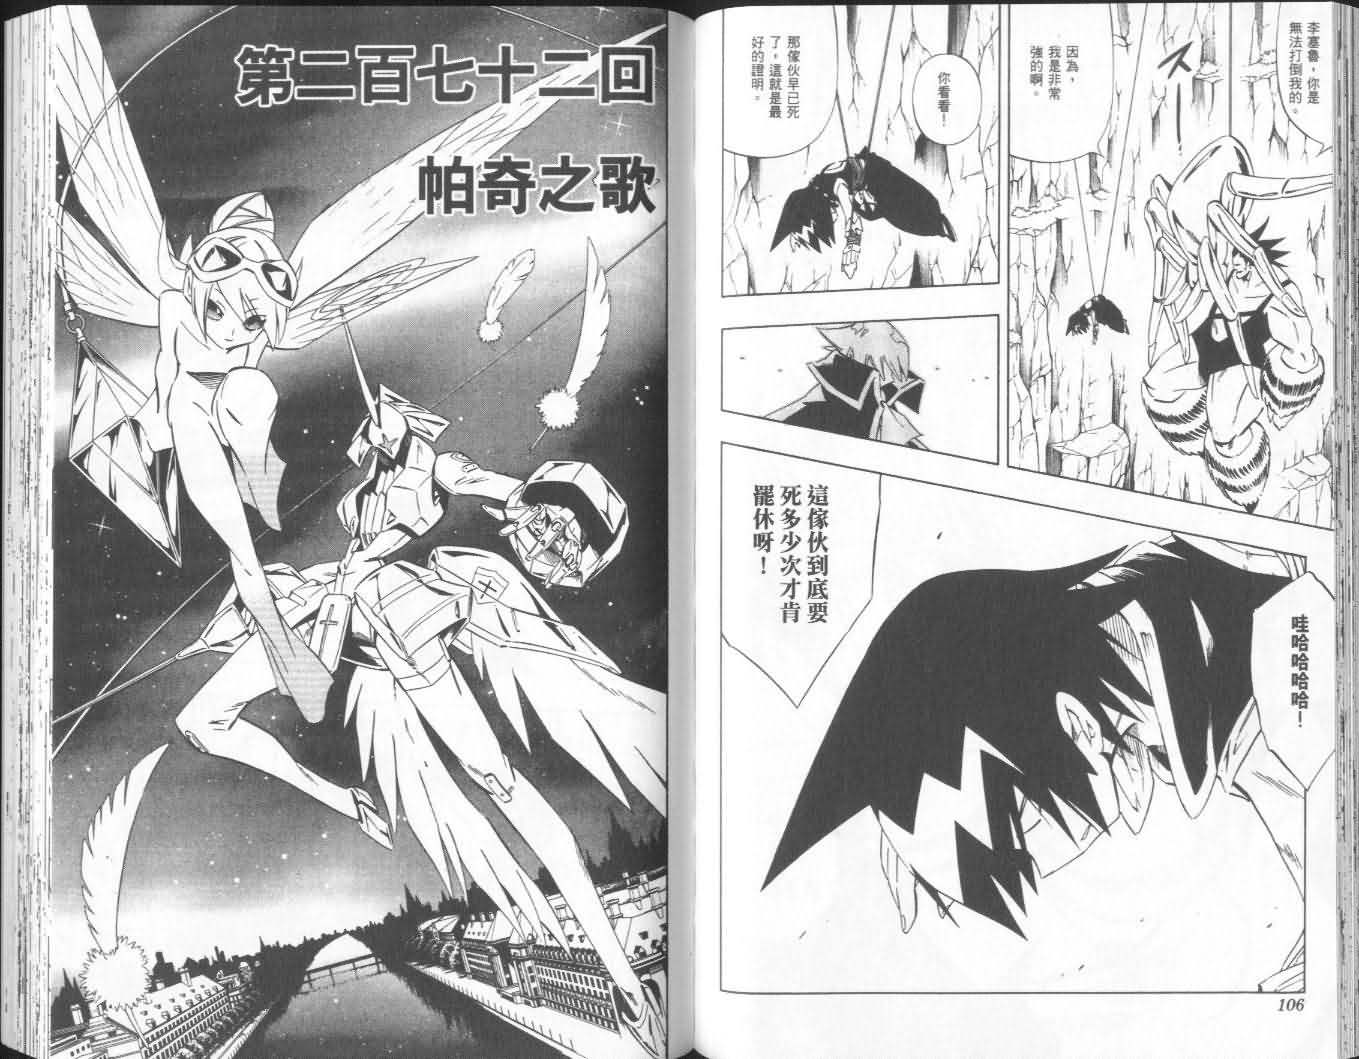 李塞魯，你是
無法打倒我的。
因為，
我是非常
強的啊。
你看看！
那傢伙早已死
了，這就是最
好的證明。
哇哈哈哈哈！
這傢伙到底要
死多少次才肯
罷休呀！
106
第二百七十二回
帕奇之歌